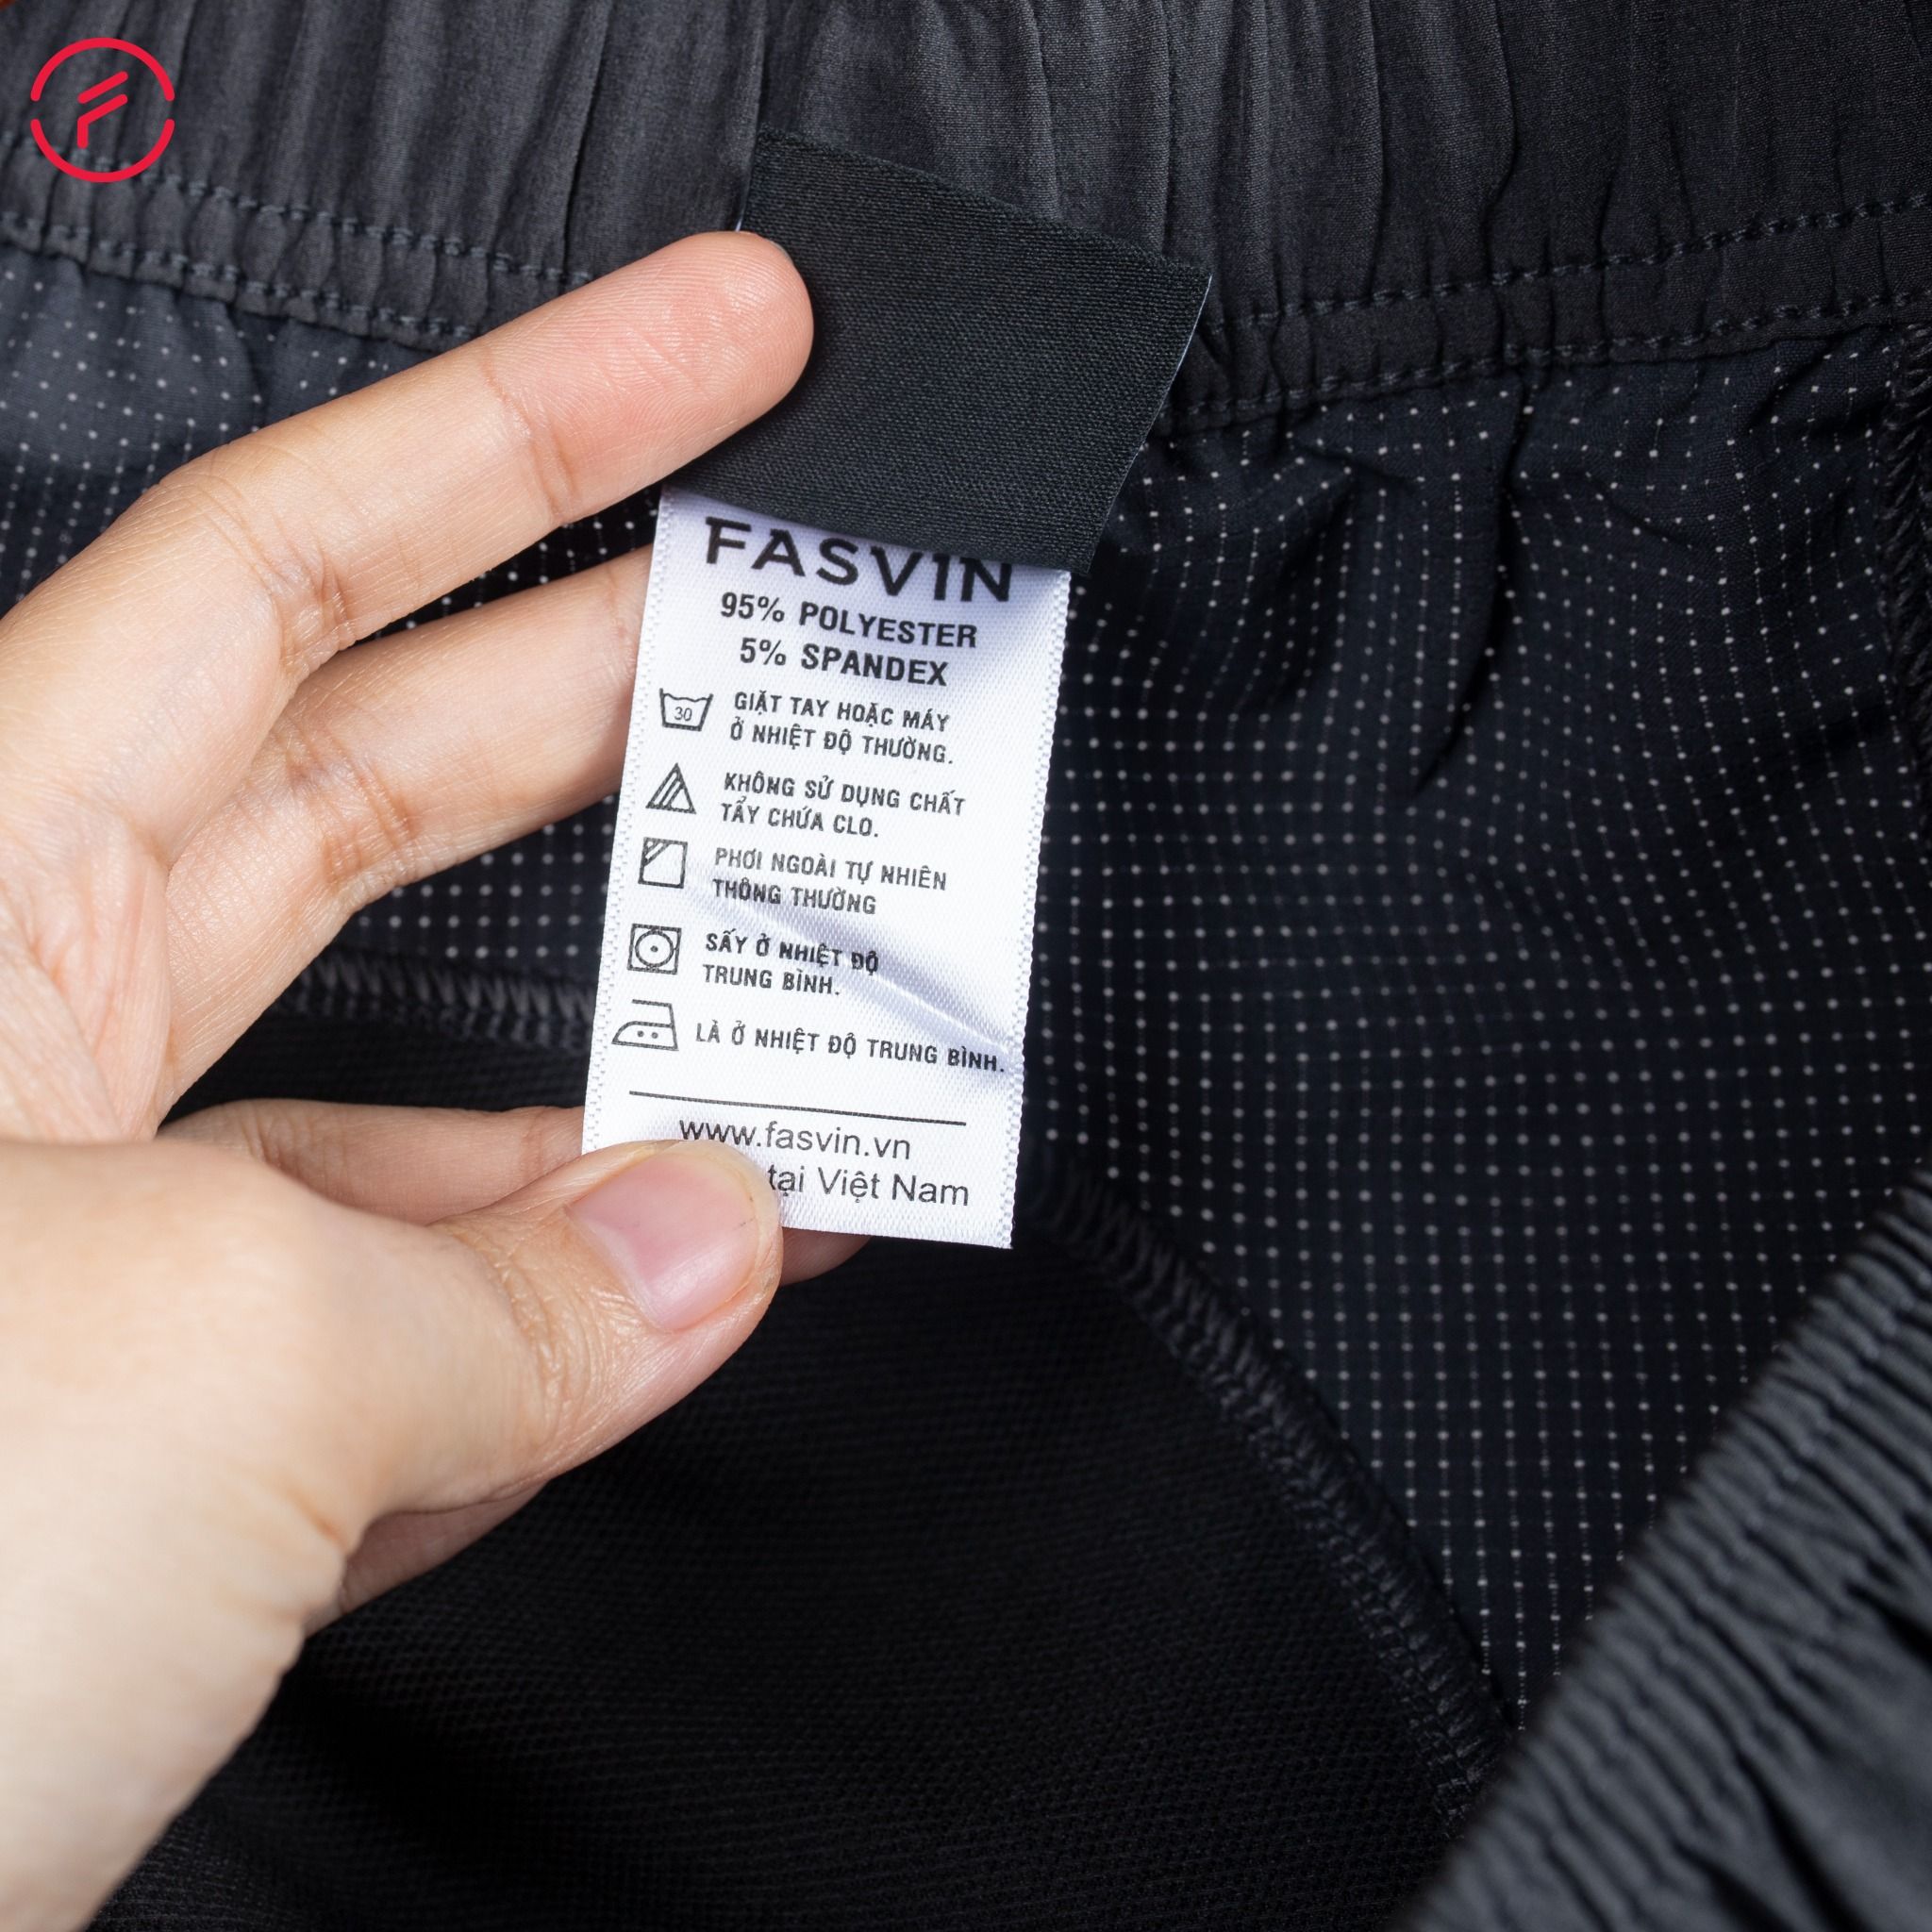 FASVIN
95% POLYESTER
5% SPANDEX
30
GIẶT TAY HOẶC MÁY
Ở NHIỆT ĐỘ THƯỜNG.
KHÔNG SỬ DỤNG CHẤT
TẨY CHỨA CLO.
PHƠI NGOÀI TỰ NHIÊN
THÔNG THƯỜNG
SẤY Ở NHIỆT ĐỘ
TRUNG BÌNH.
LÀ Ở NHIỆT ĐỘ TRUNG BÌNH.
www.fasvin.vn
tại Việt Nam